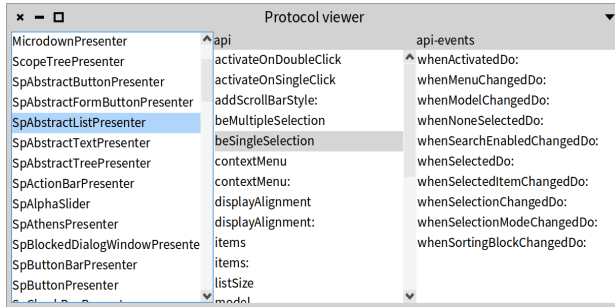 Protocol viewer
MicrodownPresenter
ScopeTreePresenter
SpAbstractButtonPresenter
SpAbstractFormButtonPresenter
SpAbstractListPresenter
SpAbstractTextPresenter
SpAbstractTreePresenter
SpActionBarPresenter
SpAlphaSlider
SpAthensPresenter
SpBlockedDialogWindowPresente
SpButtonBarPresenter
SpButtonPresenter
api
activateOnDoubleClick
activateOnSingleClick
addScrollBarStyle:
beMultipleSelection
beSingleSelection
contextMenu
contextMenu:
displayAlignment
displayAlignment:
items
items:
listSize
model
api-events
whenActivatedDo:
whenMenuChangedDo:
whenModelChangedDo:
whenNoneSelectedDo:
whenSearchEnabledChangedDo:
whenSelectedDo:
whenSelectedItemChangedDo:
whenSelectionChangedDo:
whenSelectionModeChangedDo:
whenSortingBlockChangedDo: